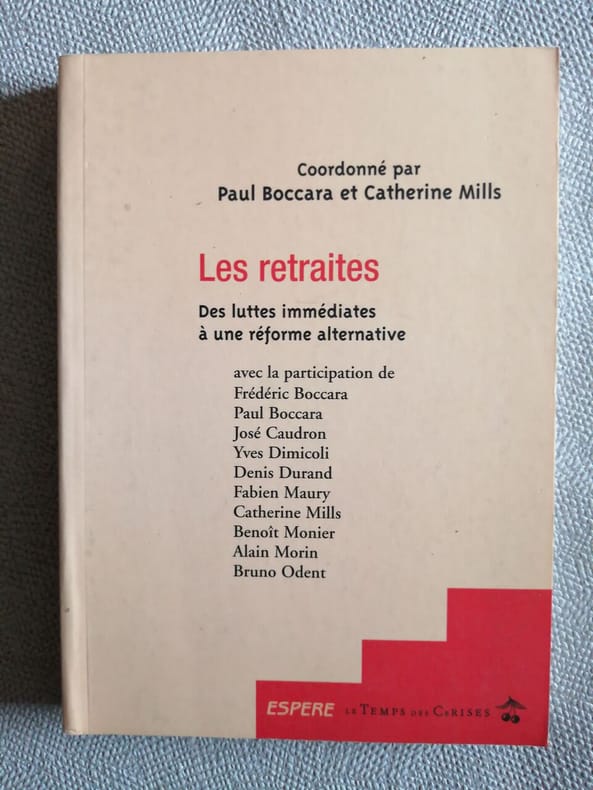 Coordonné par
Paul Boccara et Catherine Mills
Les retraites
Des luttes immédiates
à une réforme alternative
avec la participation de
Frédéric Boccara
Paul Boccara
José Caudron
Yves Dimicoli
Denis Durand
Fabien Maury
Catherine Mills
Benoît Monier
Alain Morin
Bruno Odent
ESPERE LE TEMPS DES CERISES